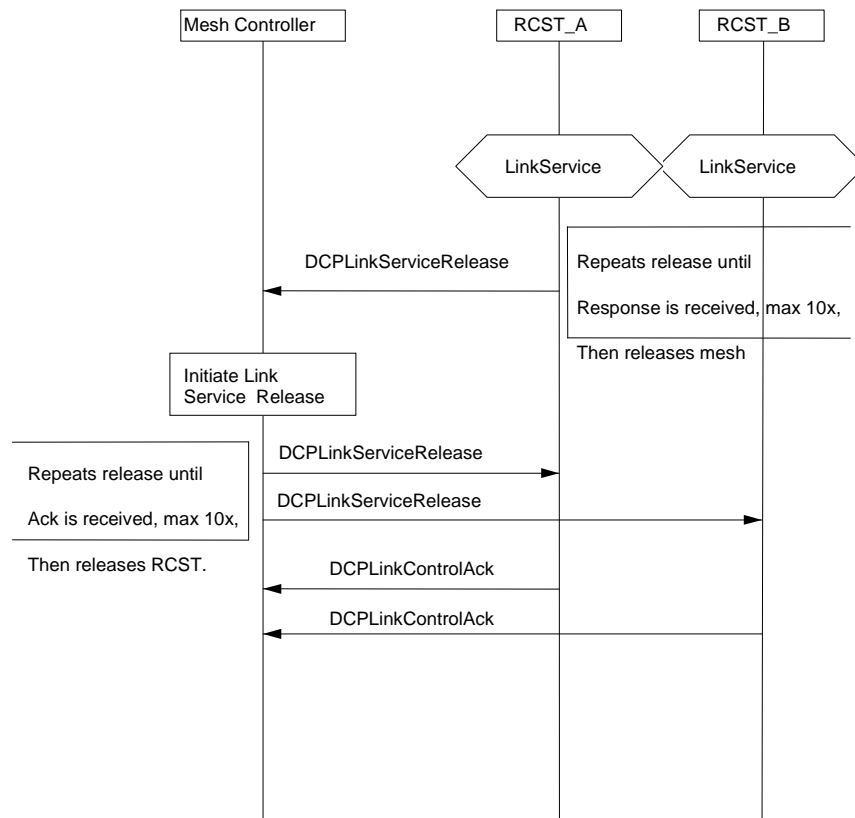 Mesh Controller
RCST_A
RCST_B
LinkService
LinkService
DCPLinkServiceRelease
Repeats release until
Response is received, max 10x,
Then releases mesh
Initiate Link
Service Release
DCPLinkServiceRelease
Repeats release until
DCPLinkServiceRelease
Ack is received, max 10x,
Then releases RCST.
DCPLinkControlAck
DCPLinkControlAck